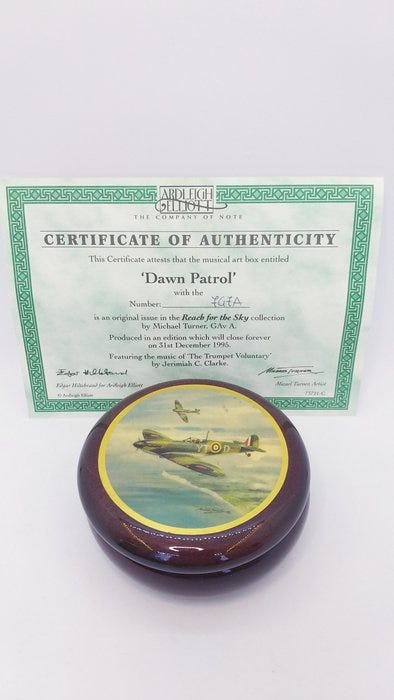 ARDLEIGH
ELLIOTT
THE COMPANY OF NOTE
CERTIFICATE OF AUTHENTICITY
This Certificate attests that the musical art box entitled
'Dawn Patrol'
with the
Number:
is an original issue in the Reach for the Sky collection
by Michael Turner, GAv A.
Produced in an edition which will close forever
on 31st December 1995.
Featuring the music of 'The Trumpet Voluntary'
by Jerimiah C. Clarke.
Edgar Hillebrand for Ardleigh Elliott
Turner, Artist
© Ardleigh Elliott